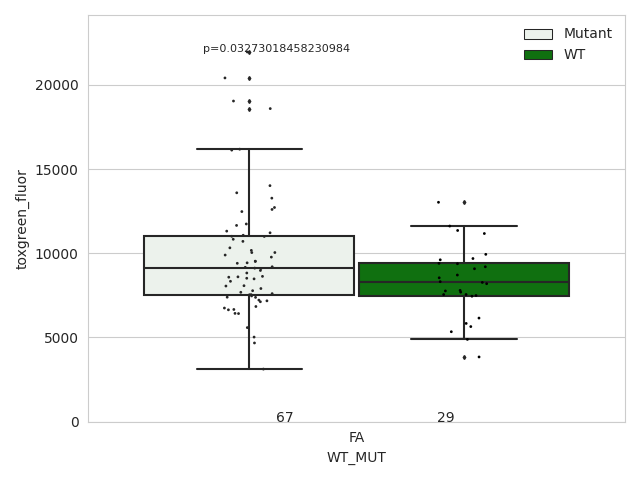 p=0.03273018458230984
Mutant
WT
20000
15000
10000
5000
0
toxgreen_fluor
67
29
FA
WT_MUT